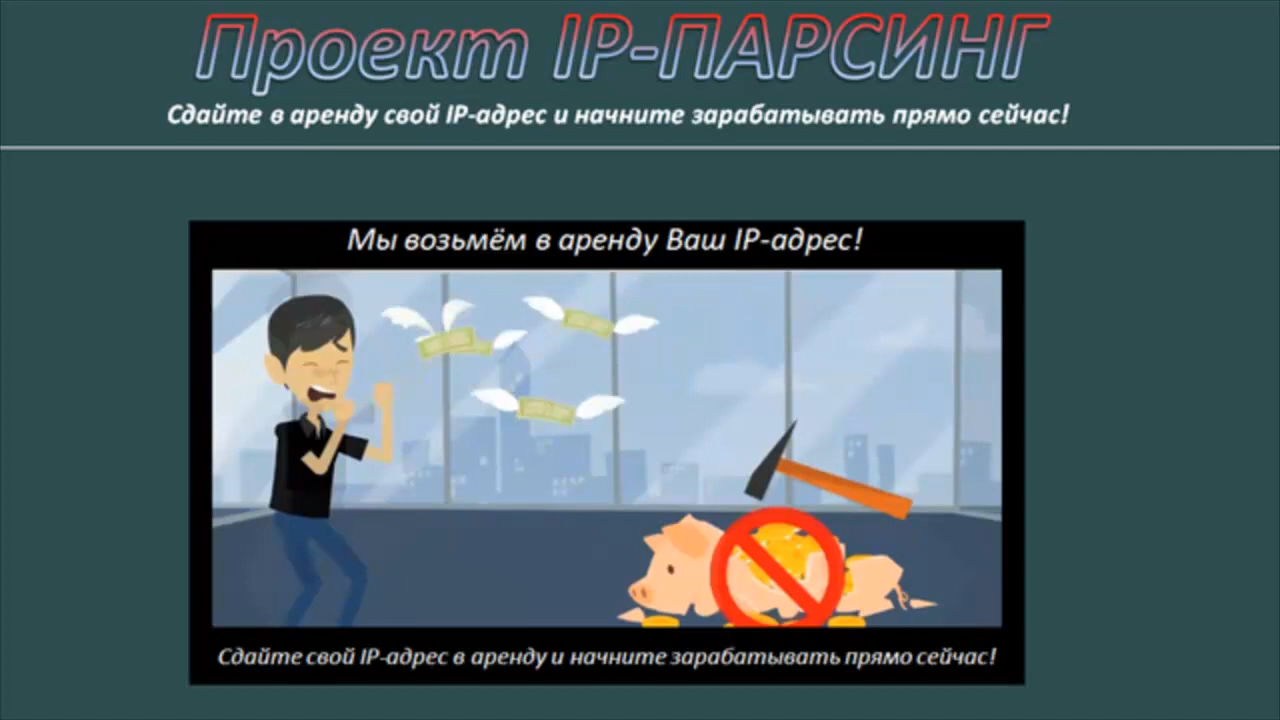 Проект IP-ПАРСИНГ
Сдайте в аренду свой IP-адрес и начните зарабатывать прямо сейчас!
Мы возьмём в аренду Ваш IP-адрес!
Сдайте свой IP-адрес в аренду и начните зарабатывать прямо сейчас!